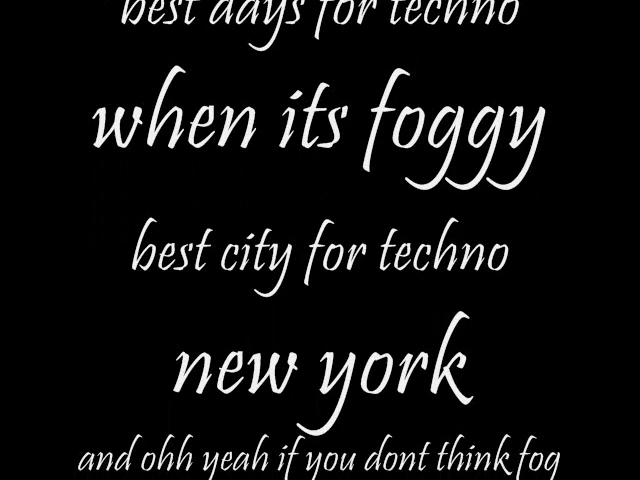 best days for techno
when its foggy
best city for techno
new york
and ohh yeah if you dont think fog